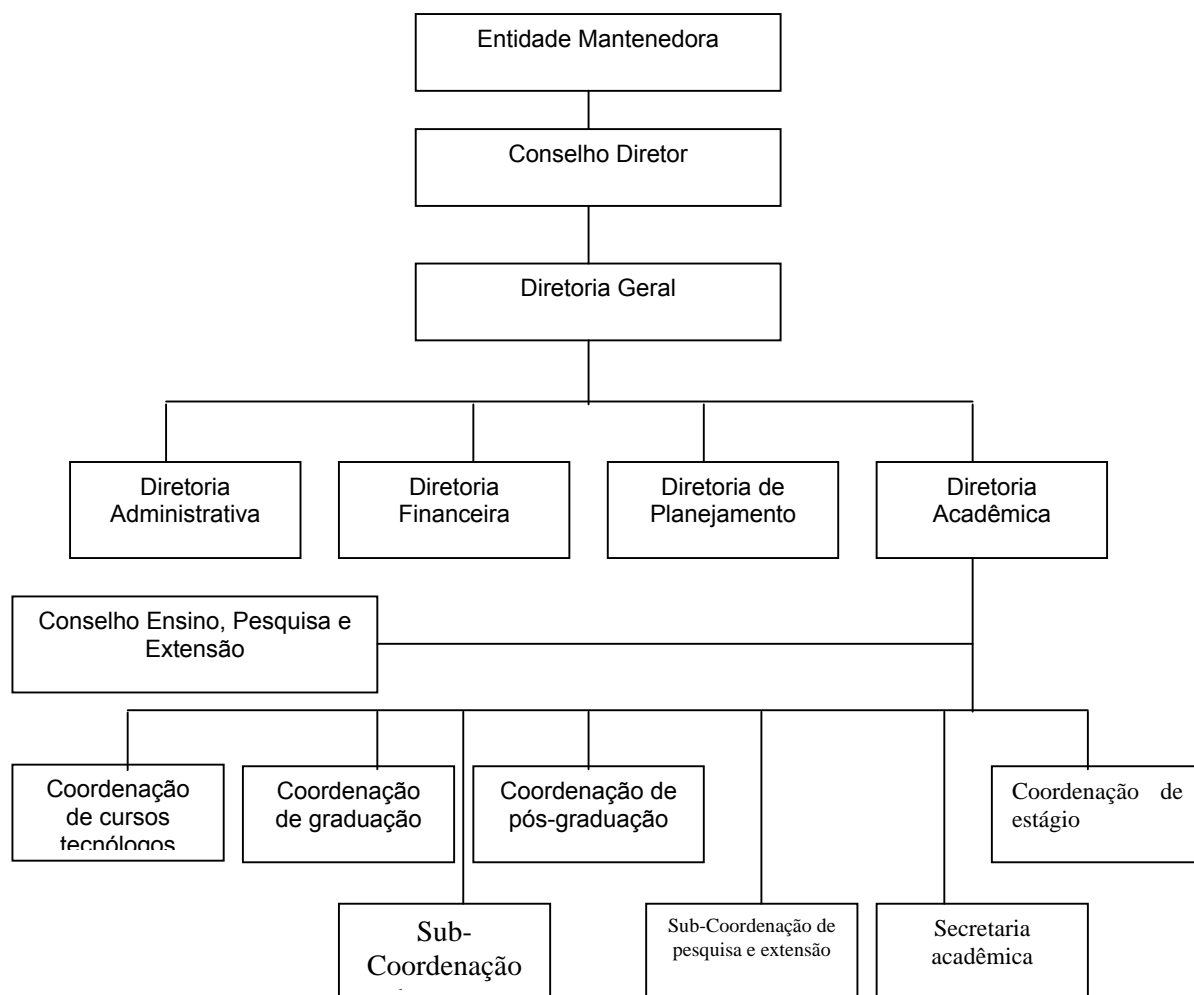 Entidade Mantenedora
Conselho Diretor
Diretoria Geral
Diretoria
Administrativa
Diretoria
Financeira
Diretoria de
Planejamento
Diretoria
Acadêmica
Conselho Ensino, Pesquisa e
Extensão
Coordenação
de cursos
tecnólogos
Coordenação
de graduação
Coordenação de
pós-graduação
Coordenação de
estágio
Sub-
Coordenação
Sub-Coordenação de
pesquisa e extensão
Secretaria
acadêmica